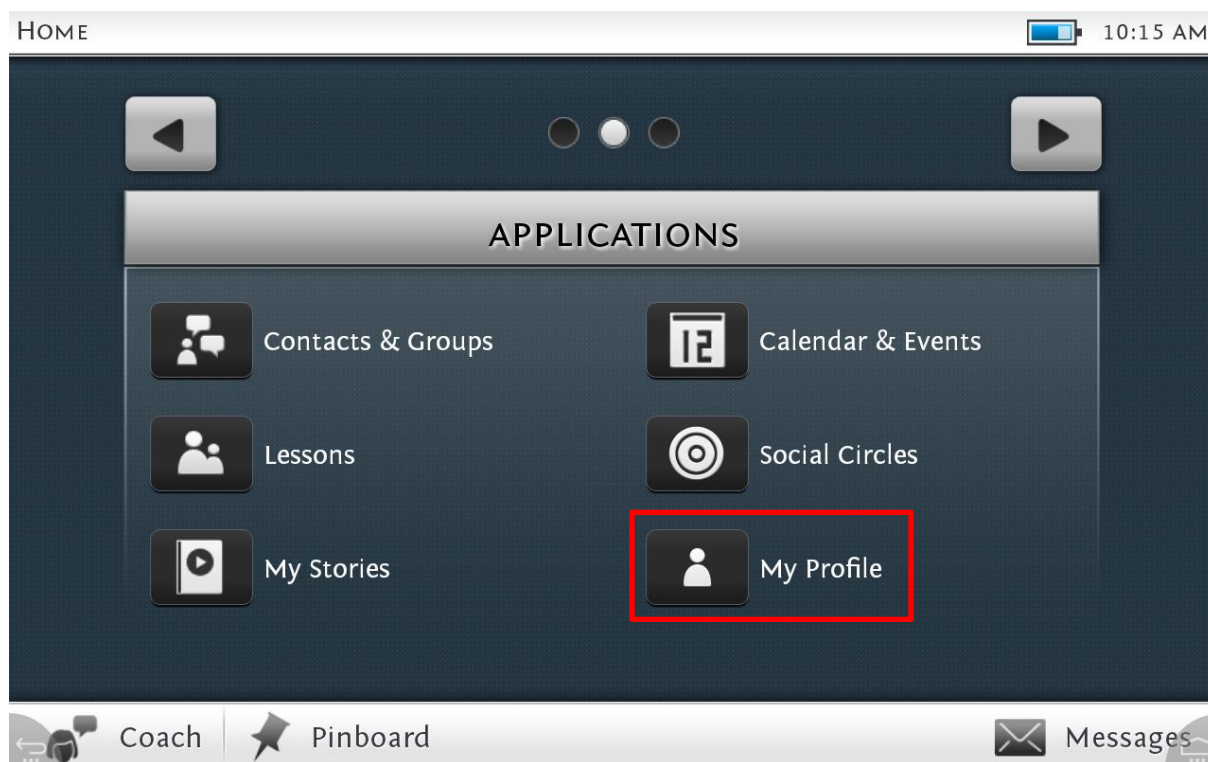 HOME
10:15 AM
APPLICATIONS
Contacts & Groups
12
Calendar & Events
Lessons
Social Circles
My Stories
My Profile
Coach
Pinboard
Messages